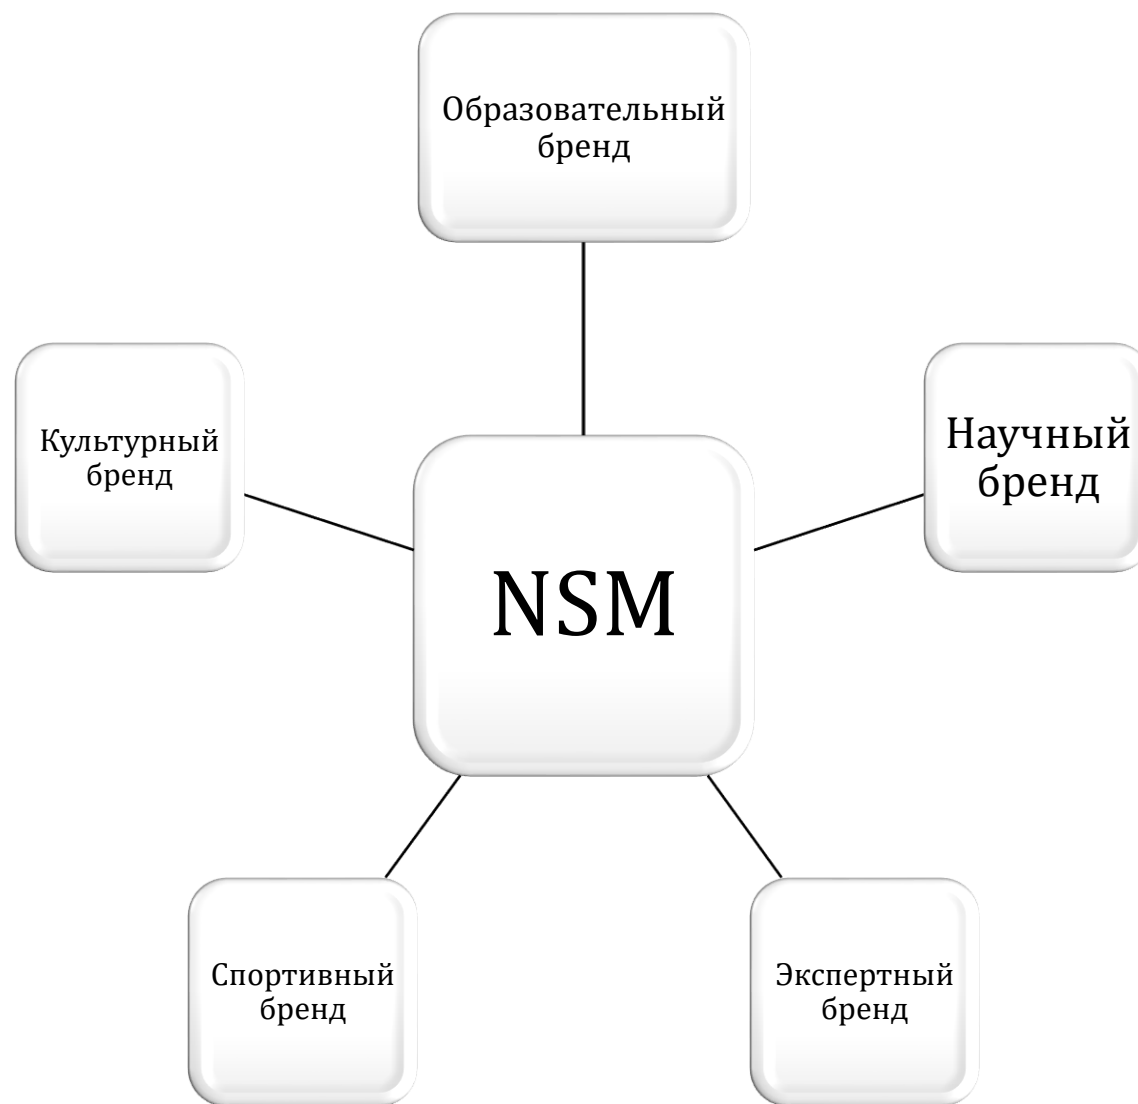 Образовательный
бренд
Культурный
бренд
Научный
бренд
NSM
Спортивный
бренд
Экспертный
бренд